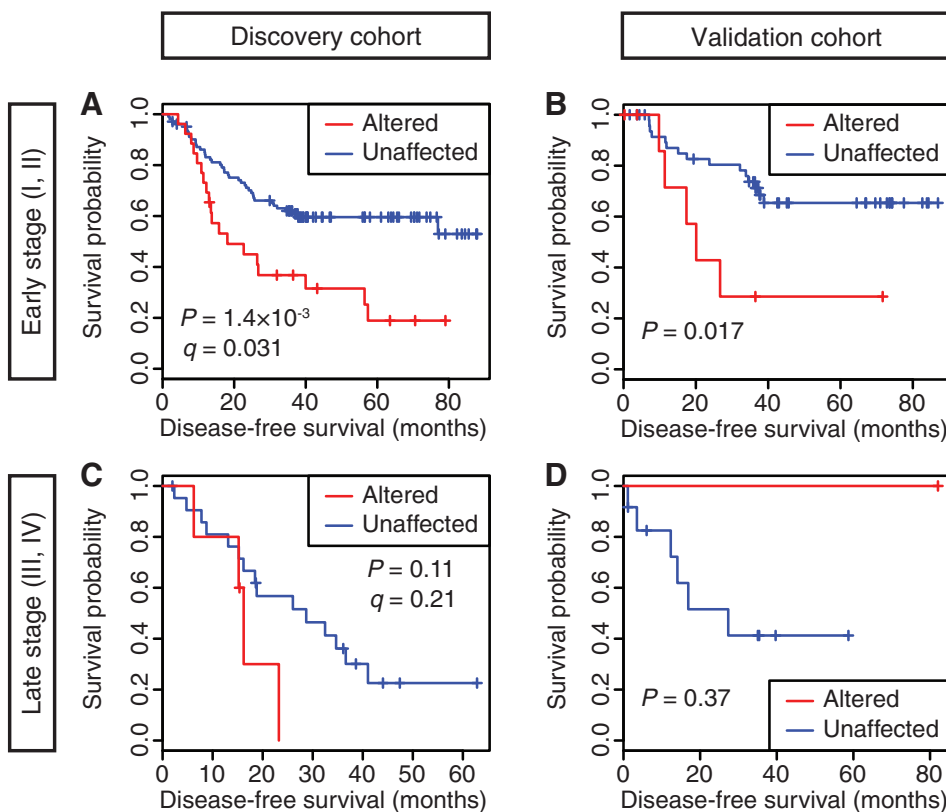 Discovery cohort
Validation cohort
Early stage (I, II)
A
Survival probability
0.0 0.2 0.4 0.6 0.8 1.0
Altered
Unaffected
P = 1.4×10⁻³
q = 0.031
0 20 40 60 80
Disease-free survival (months)
B
Survival probability
0.0 0.2 0.4 0.6 0.8 1.0
Altered
Unaffected
P = 0.017
0 20 40 60 80
Disease-free survival (months)
Late stage (III, IV)
C
Survival probability
0.0 0.2 0.4 0.6 0.8 1.0
Altered
Unaffected
P = 0.11
q = 0.21
0 10 20 30 40 50 60
Disease-free survival (months)
D
Survival probability
0.0 0.2 0.4 0.6 0.8 1.0
P = 0.37
Altered
Unaffected
0 20 40 60 80
Disease-free survival (months)